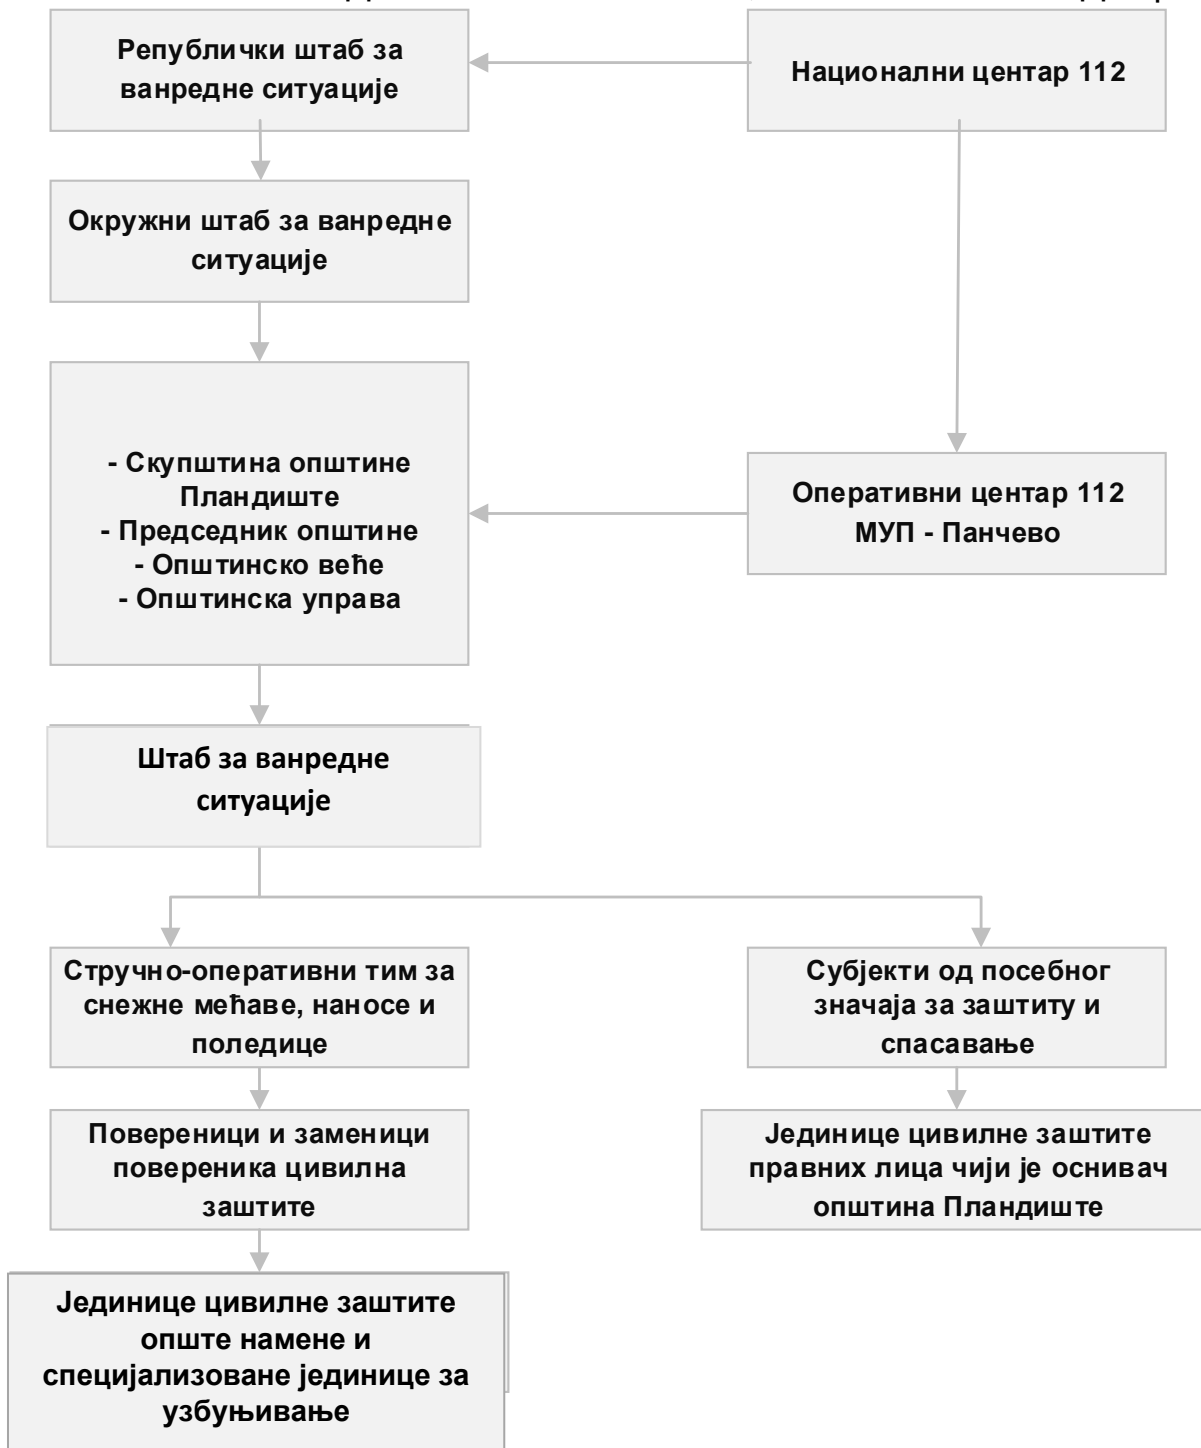 Републички штаб за
ванредне ситуације
Национални центар 112
Окружни штаб за ванредне
ситуације
- Скупштина општине
Пландиште
- Председник општине
- Општинско веће
- Општинска управа
Оперативни центар 112
МУП - Панчево
Штаб за ванредне
ситуације
Стручно-оперативни тим за
снежне мећаве, наносе и
поледице
Субјекти од посебног
значаја за заштиту и
спасавање
Повереници и заменици
повереника цивилна
заштите
Јединице цивилне заштите
правних лица чији је оснивач
општина Пландиште
Јединице цивилне заштите
опште намене и
специјализоване јединице за
узбуњивање